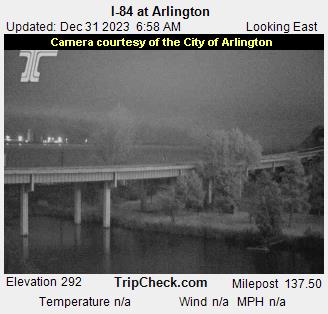 I-84 at Arlington
Updated: Dec 31 2023 6:58 AM Looking East
Camera courtesy of the City of Arlington
Elevation 292 TripCheck.com Milepost 137.50
Temperature n/a Wind n/a MPH n/a